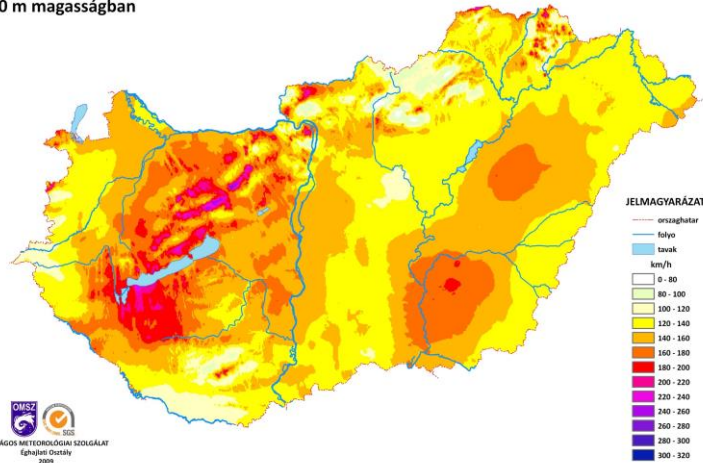 0 m magasságban
JELMAGYARÁZAT
orszaghatar
folyo
tavak
km/h
0 - 80
80 - 100
100 - 120
120 - 140
140 - 160
160 - 180
180 - 200
200 - 220
220 - 240
240 - 260
260 - 280
280 - 300
300 - 320
OMSZ
SGS
ÁGOS METEOROLÓGIAI SZOLGÁLAT
Éghajlati Osztály
2009